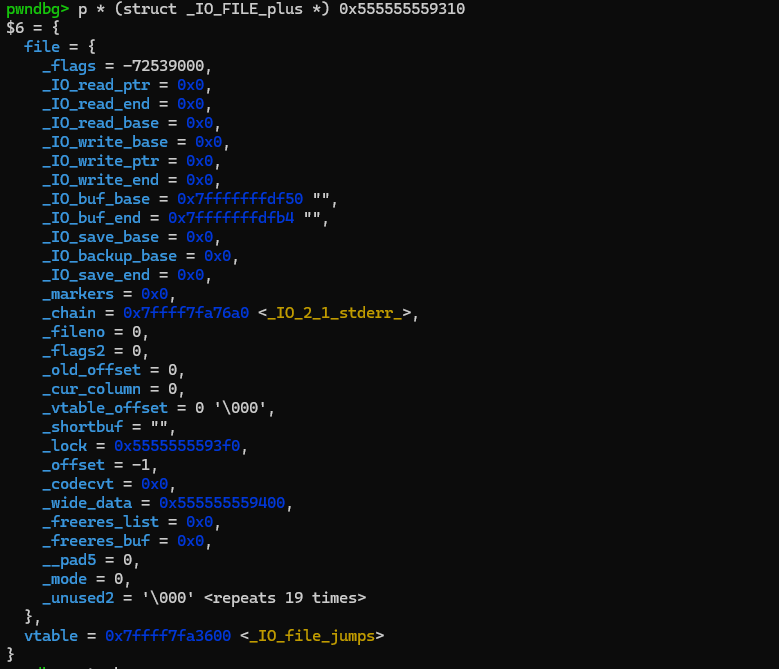 pwndbg> p * (struct _IO_FILE_plus *) 0x555555559310
$6 = {
  file = {
    _flags = -72539000,
    _IO_read_ptr = 0x0,
    _IO_read_end = 0x0,
    _IO_read_base = 0x0,
    _IO_write_base = 0x0,
    _IO_write_ptr = 0x0,
    _IO_write_end = 0x0,
    _IO_buf_base = 0x7fffffffdf50 "",
    _IO_buf_end = 0x7fffffffdfb4 "",
    _IO_save_base = 0x0,
    _IO_backup_base = 0x0,
    _IO_save_end = 0x0,
    _markers = 0x0,
    _chain = 0x7ffff7fa76a0 <_IO_2_1_stderr_>,
    _fileno = 0,
    _flags2 = 0,
    _old_offset = 0,
    _cur_column = 0,
    _vtable_offset = 0 '\000',
    _shortbuf = "",
    _lock = 0x5555555593f0,
    _offset = -1,
    _codecvt = 0x0,
    _wide_data = 0x555555559400,
    _freeres_list = 0x0,
    _freeres_buf = 0x0,
    __pad5 = 0,
    _mode = 0,
    _unused2 = '\000' <repeats 19 times>
  },
  vtable = 0x7ffff7fa3600 <_IO_file_jumps>
}